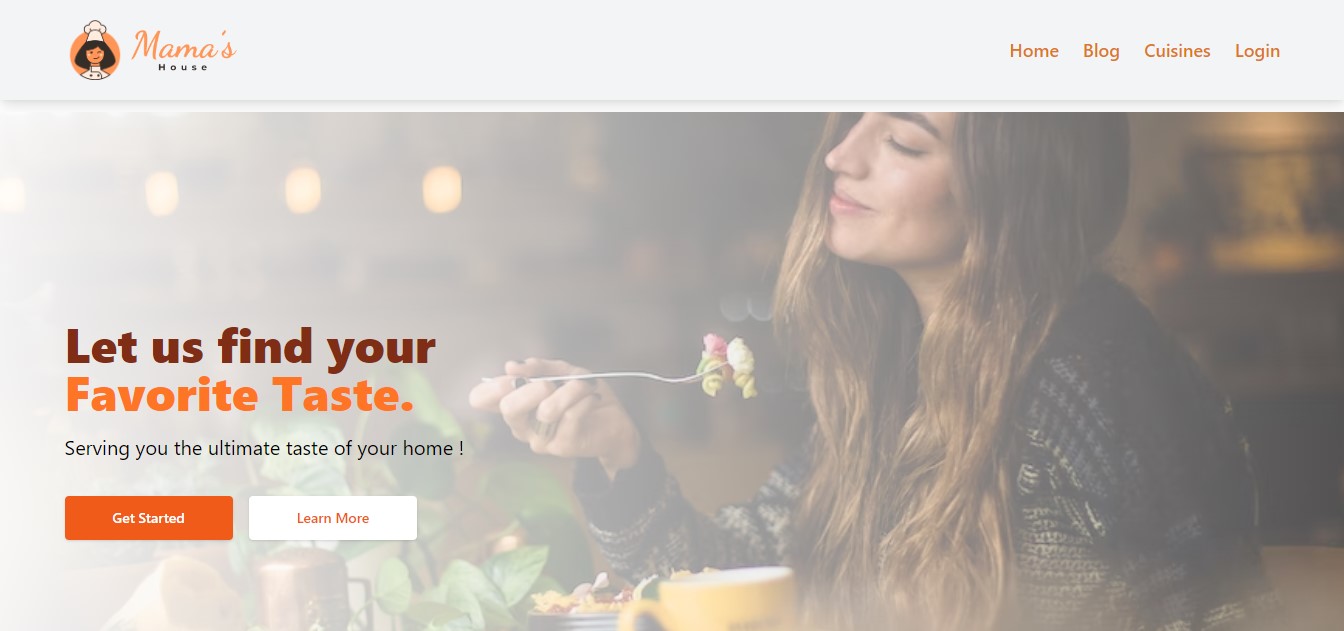 Mama's
House
Home Blog Cuisines Login
Let us find your
Favorite Taste.
Serving you the ultimate taste of your home !
Get Started Learn More